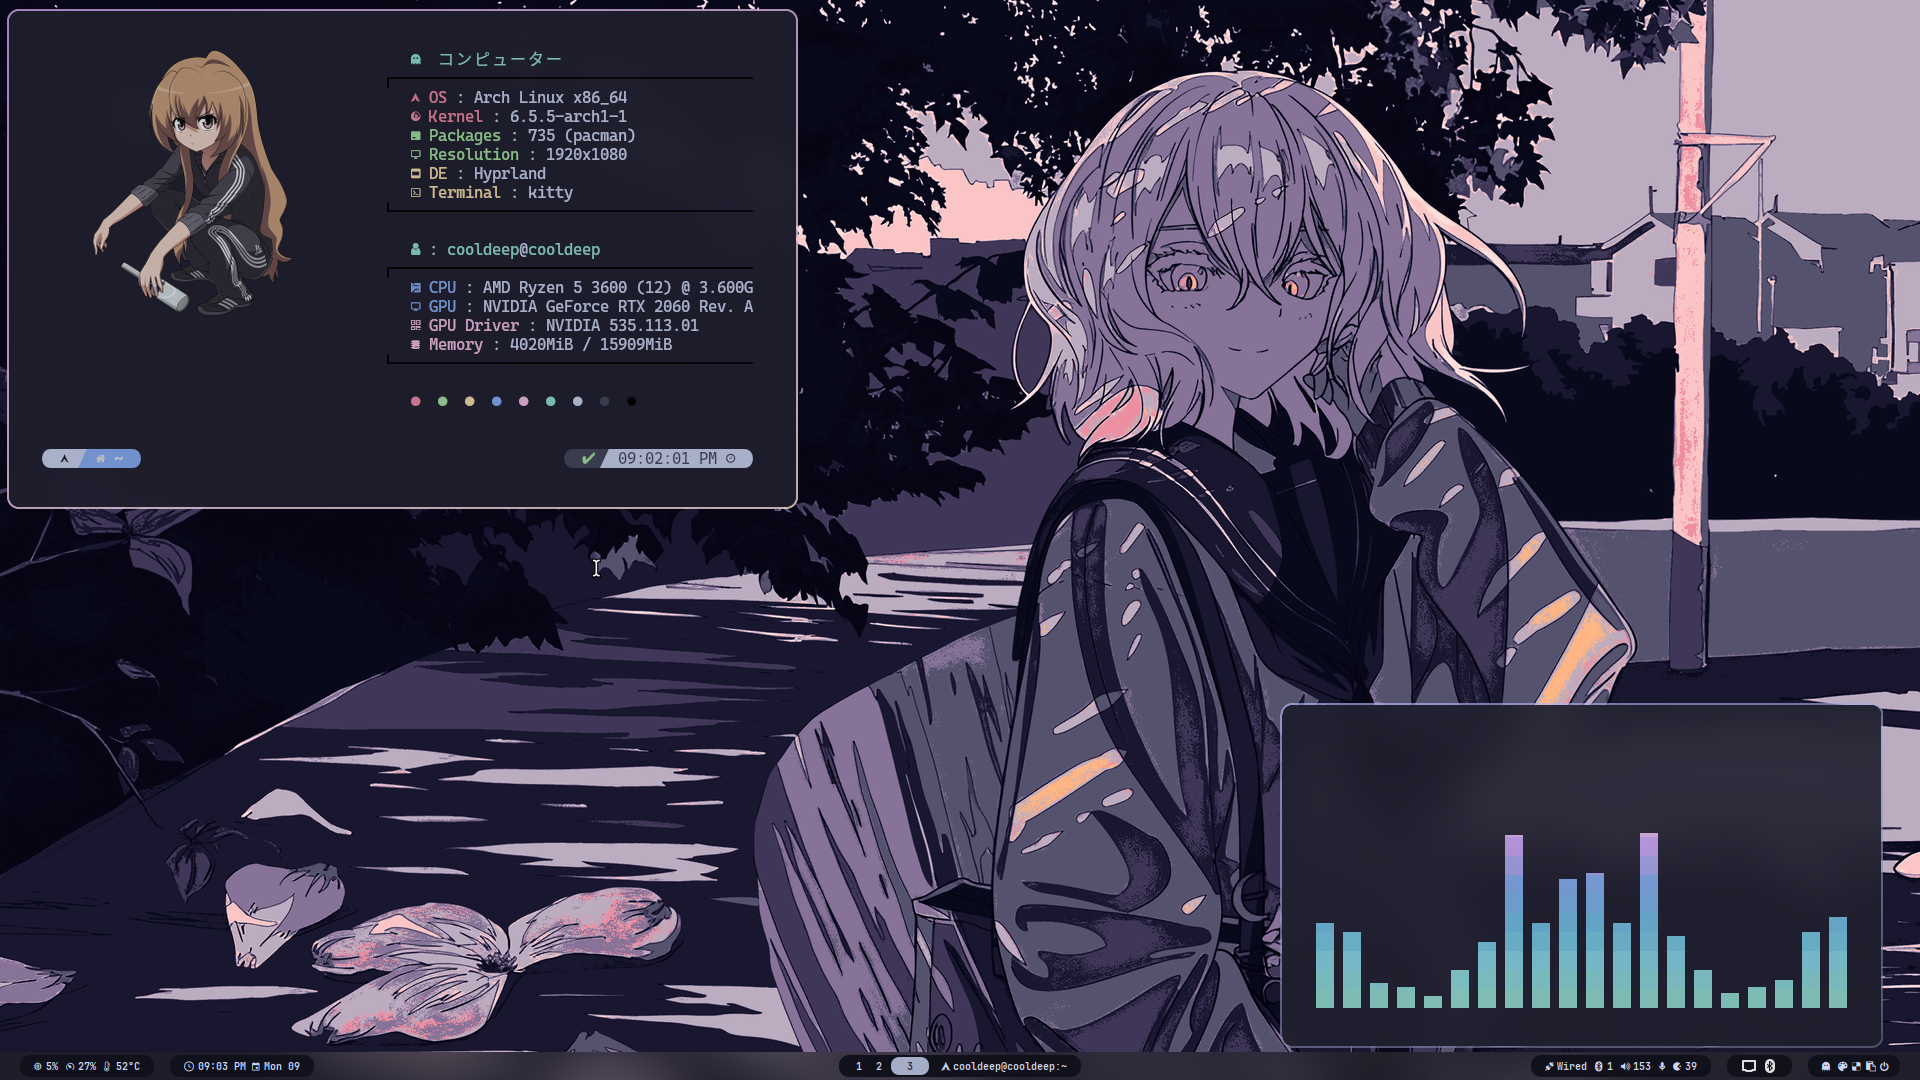 コンピューター
OS : Arch Linux x86_64
Kernel : 6.5.5-arch1-1
Packages : 735 (pacman)
Resolution : 1920x1080
DE : Hyprland
Terminal : kitty
: cooldeep@cooldeep
CPU : AMD Ryzen 5 3600 (12) @ 3.600G
GPU : NVIDIA GeForce RTX 2060 Rev. A
GPU Driver : NVIDIA 535.113.01
Memory : 4020MiB / 15909MiB
~ ✔ 09:02:01 PM
5% 27% 52°C 09:03 PM Mon 09 1 2 3 cooldeep@cooldeep:~ Wired 1 153 39